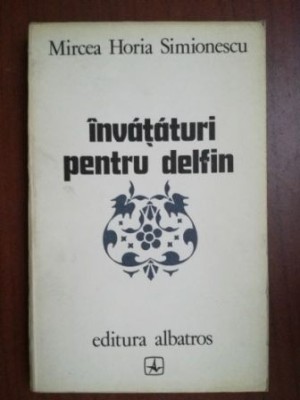 Mircea Horia Simionescu
învățături
pentru delfin
editura albatros